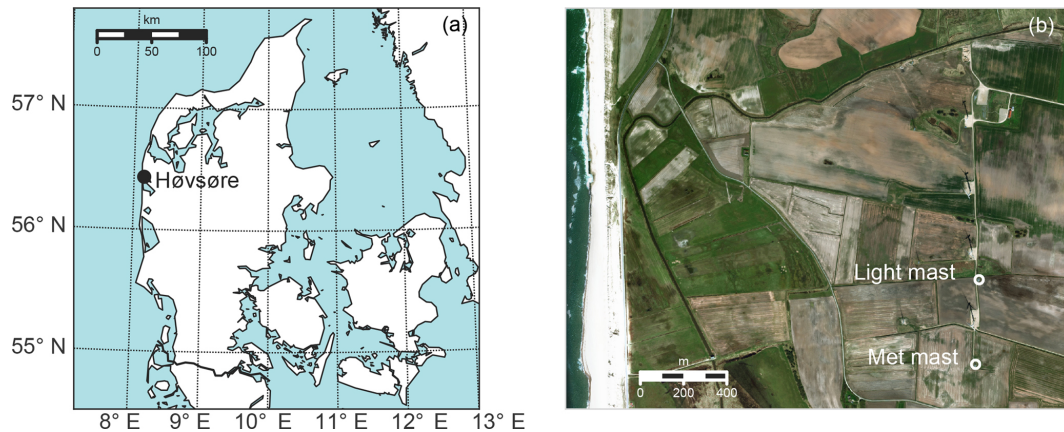 (a)
km
0 50 100
57° N
Høvsøre
56° N
55° N
8° E 9° E 10° E 11° E 12° E 13° E
(b)
Light mast
Met mast
m
0 200 400